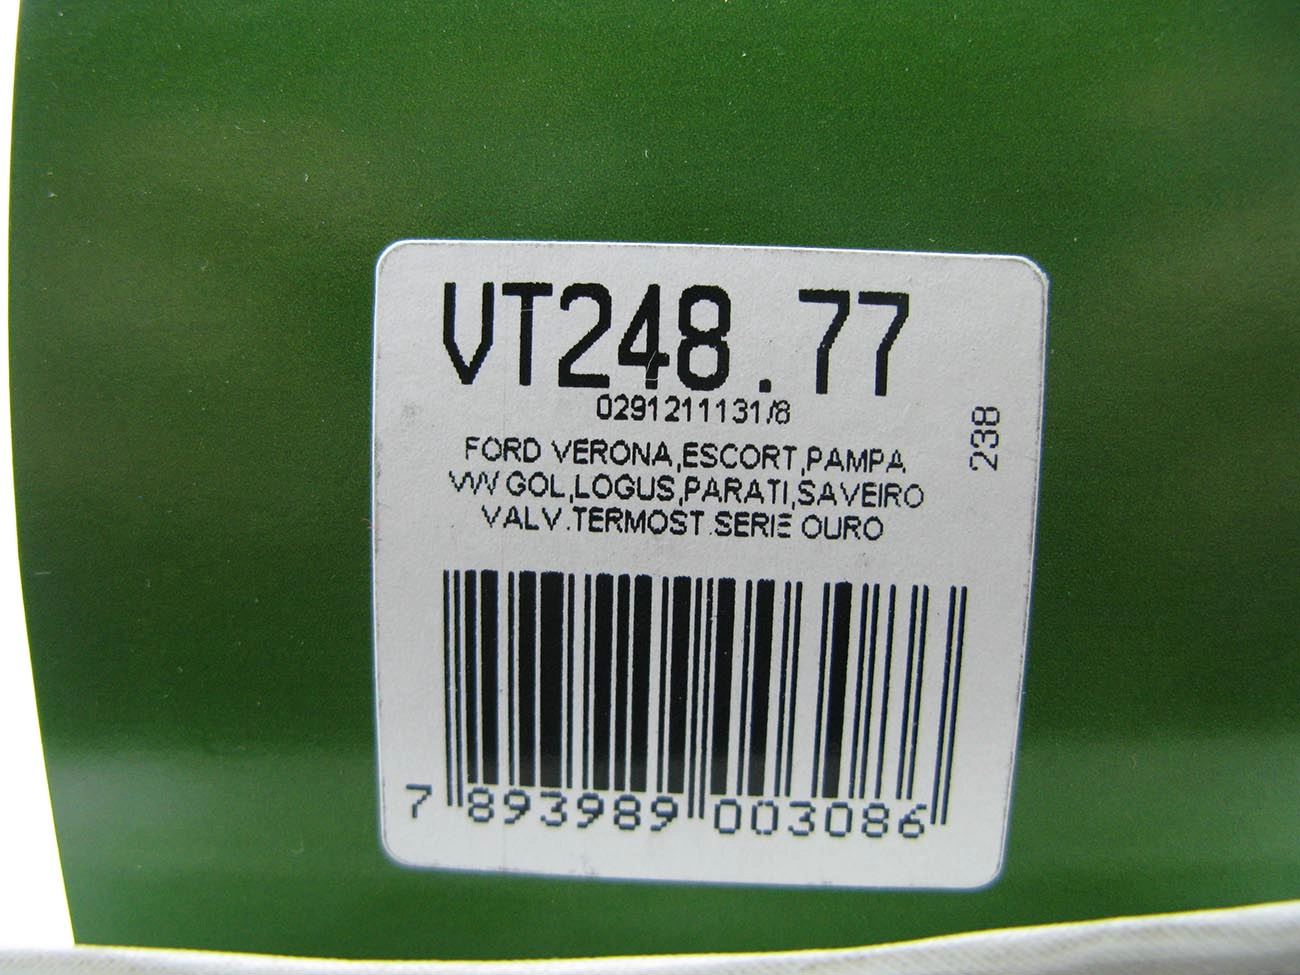 VT248.77
0291211131/8
238
FORD VERONA,ESCORT,PAMPA
VW GOL,LOGUS,PARATI,SAVEIRO
VALV.TERMOST.SERIE OURO
7 893989 003086